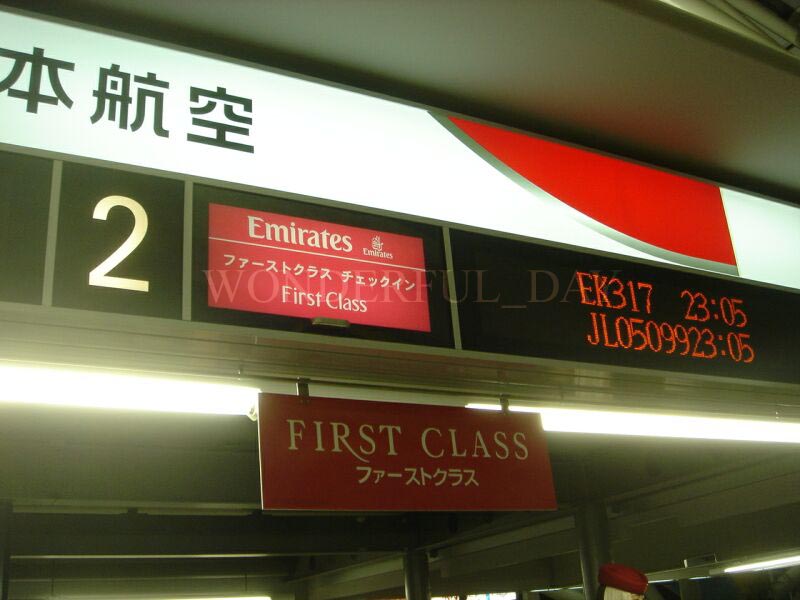 本航空
2
Emirates
Emirates
ファーストクラス チェックイン
First Class
EK317 23:05
JL050993:05
WONDERFUL_DAY
FIRST CLASS
ファーストクラス